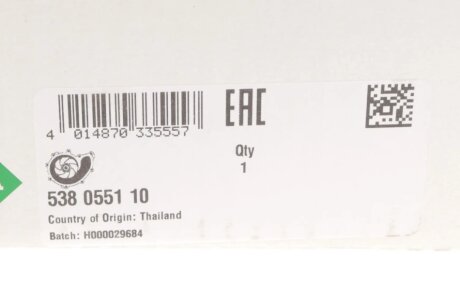 4 014870 335557
EAC
Qty
1
538 0551 10
Country of Origin: Thailand
Batch: H000029684